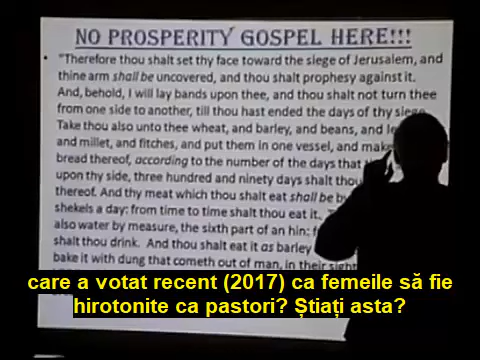 NO PROSPERITY GOSPEL HERE!!!
• "Therefore thou shalt set thy face toward the siege of Jerusalem, and
thine arm shall be uncovered, and thou shalt prophesy against it.
And, behold, I will lay bands upon thee, and thou shalt not turn thee
from one side to another, till thou hast ended the days of thy siege
Take thou also unto thee wheat, and barley, and beans, and
and millet, and fitches, and put them in one vessel, and make
bread thereof, according to the number of the days that
upon thy side, three hundred and ninety days shalt thou
thereof. And thy meat which thou shalt eat shall be by
shekels a day: from time to time shalt thou eat it.
also water by measure, the sixth part of an hin:
shalt thou drink. And thou shalt eat it as barley
bake it with dung that cometh out of man, in their sight
care a votat recent (2017) ca femeile să fie
hirotonite ca pastori? Știați asta?